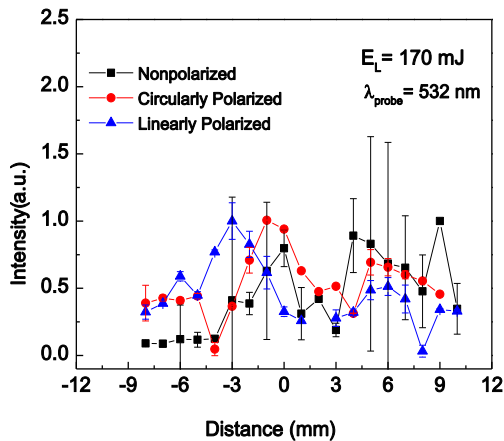 2.5
2.0
1.5
1.0
0.5
0.0
Intensity(a.u.)
Nonpolarized
Circularly Polarized
Linearly Polarized
E_L = 170 mJ
λ_probe = 532 nm
-12 -9 -6 -3 0 3 6 9 12
Distance (mm)